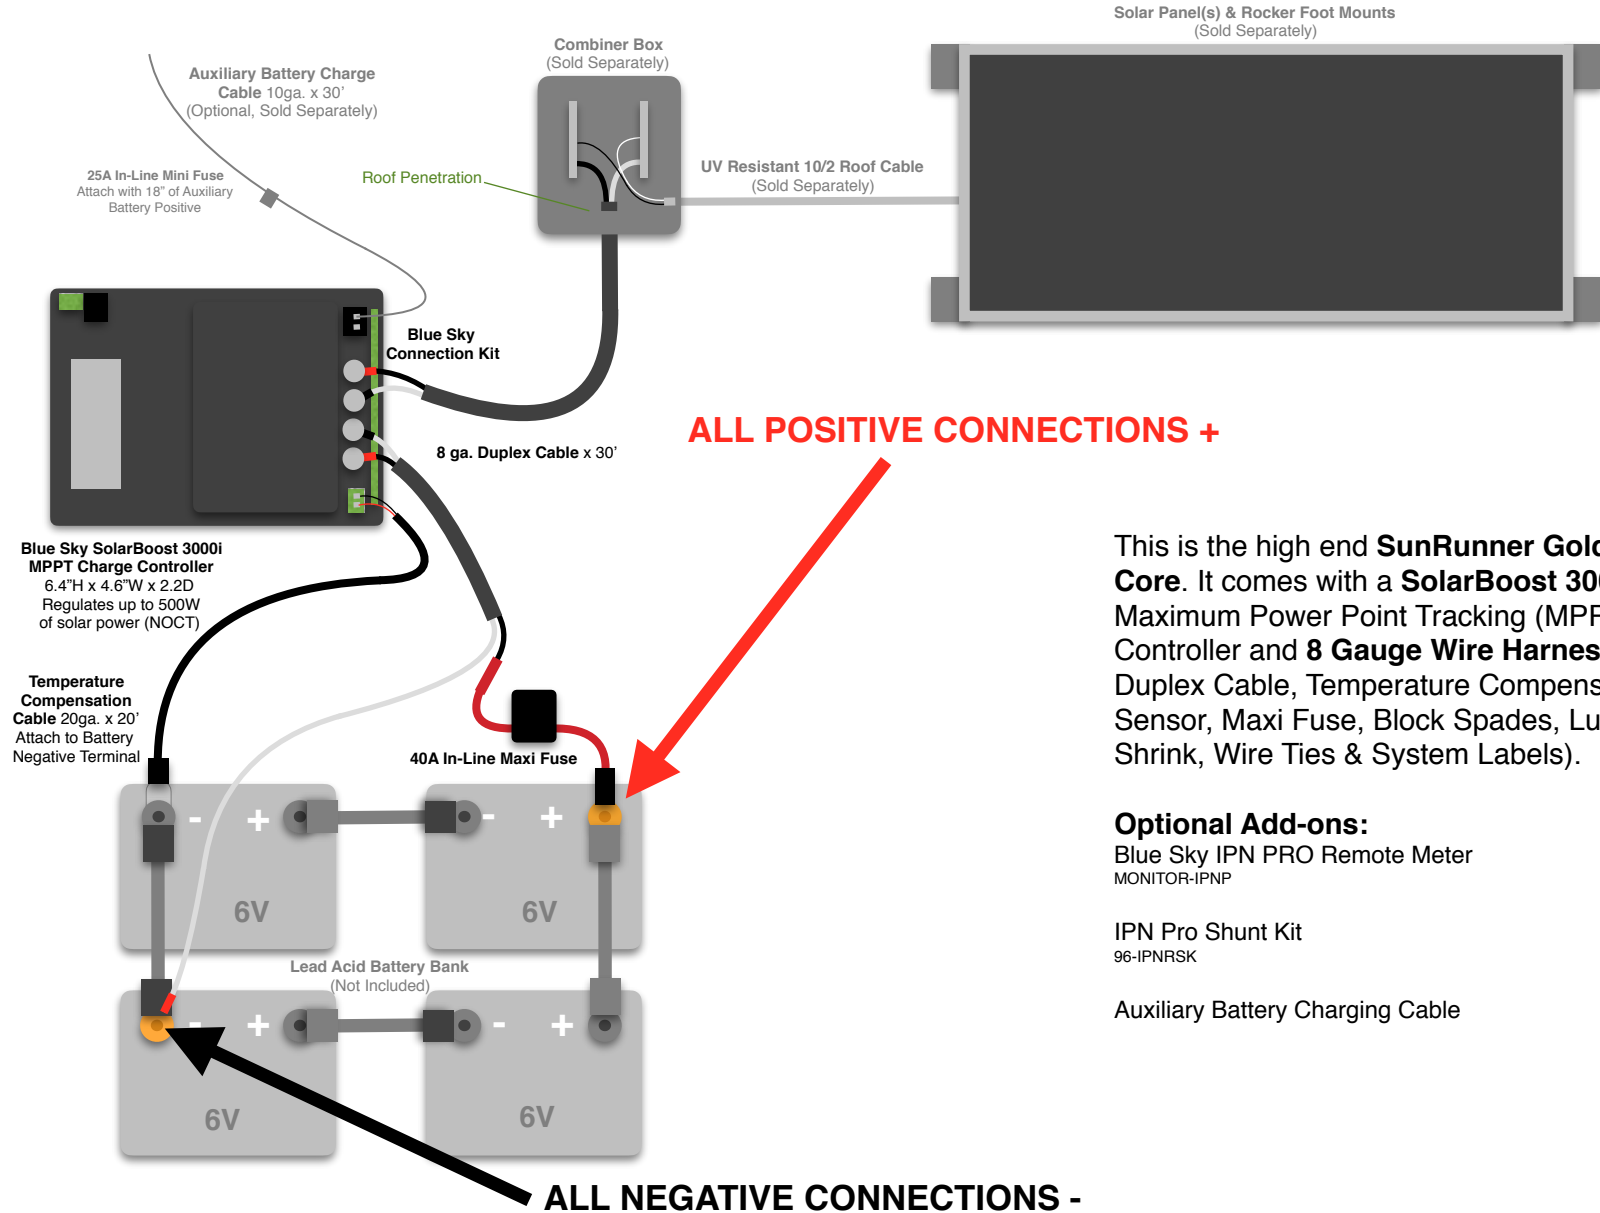 Solar Panel(s) & Rocker Foot Mounts
(Sold Separately)
Combiner Box
(Sold Separately)
Auxiliary Battery Charge
Cable 10ga. x 30’
(Optional, Sold Separately)
25A In-Line Mini Fuse
Attach with 18” of Auxiliary
Battery Positive
Roof Penetration
UV Resistant 10/2 Roof Cable
(Sold Separately)
Blue Sky
Connection Kit
8 ga. Duplex Cable x 30’
ALL POSITIVE CONNECTIONS +
Blue Sky SolarBoost 3000i
MPPT Charge Controller
6.4”H x 4.6”W x 2.2D
Regulates up to 500W
of solar power (NOCT)
Temperature
Compensation
Cable 20ga. x 20’
Attach to Battery
Negative Terminal
40A In-Line Maxi Fuse
- + - +
6V 6V
Lead Acid Battery Bank
(Not Included)
- + - +
6V 6V
ALL NEGATIVE CONNECTIONS -
This is the high end SunRunner Gold
Core. It comes with a SolarBoost 300
Maximum Power Point Tracking (MPP
Controller and 8 Gauge Wire Harnes
Duplex Cable, Temperature Compens
Sensor, Maxi Fuse, Block Spades, Lu
Shrink, Wire Ties & System Labels).
Optional Add-ons:
Blue Sky IPN PRO Remote Meter
MONITOR-IPNP
IPN Pro Shunt Kit
96-IPNRSK
Auxiliary Battery Charging Cable